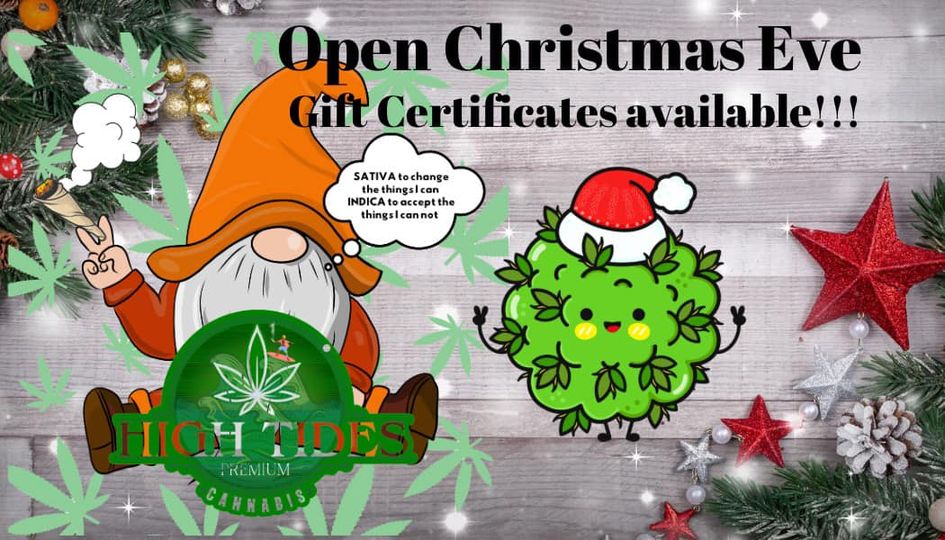 Open Christmas Eve
Gift Certificates available!!!
SATIVA to change
the things I can
INDICA to accept the
things I can not
HIGH TIDES
PREMIUM
CANNABIS